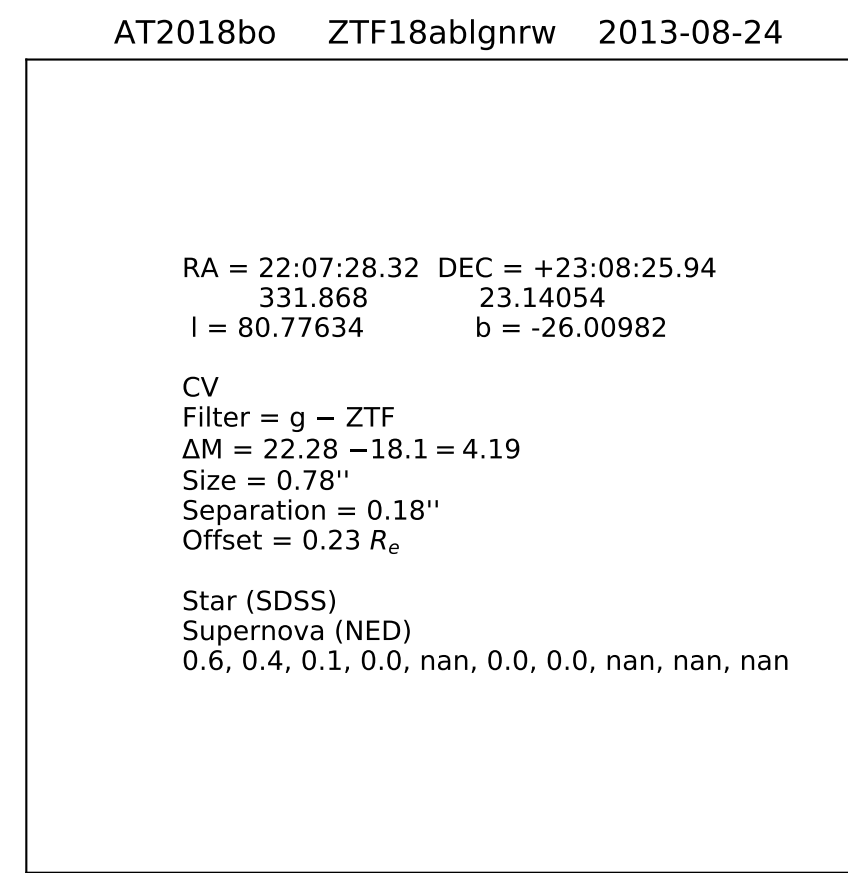 AT2018bo ZTF18ablgnrw 2013-08-24
RA = 22:07:28.32 DEC = +23:08:25.94
331.868 23.14054
l = 80.77634 b = -26.00982
CV
Filter = g − ZTF
ΔM = 22.28 −18.1 = 4.19
Size = 0.78''
Separation = 0.18''
Offset = 0.23 Re
Star (SDSS)
Supernova (NED)
0.6, 0.4, 0.1, 0.0, nan, 0.0, 0.0, nan, nan, nan